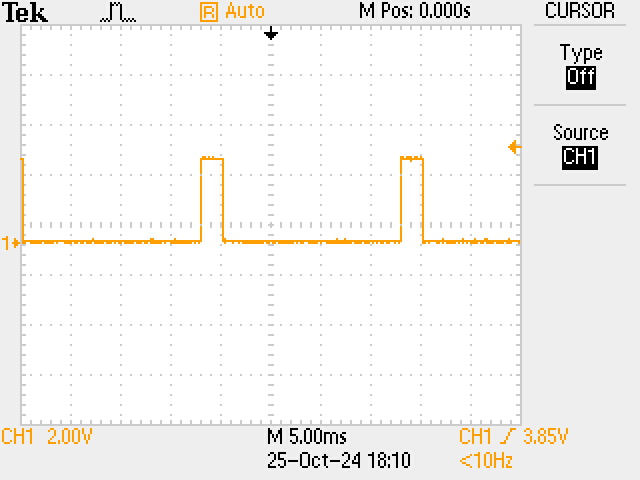 Tek R Auto M Pos: 0.000s CURSOR
Type
Off
Source
CH1
1
CH1 2.00V M 5.00ms CH1 3.85V
25-Oct-24 18:10 <10Hz